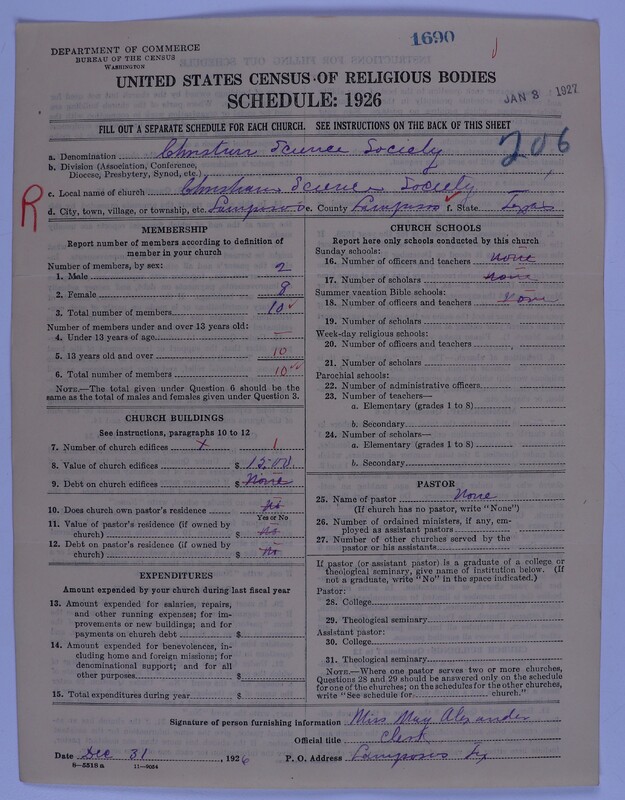 1690
DEPARTMENT OF COMMERCE
BUREAU OF THE CENSUS
WASHINGTON
UNITED STATES CENSUS OF RELIGIOUS BODIES
SCHEDULE: 1926
JAN 3 1927
FILL OUT A SEPARATE SCHEDULE FOR EACH CHURCH. SEE INSTRUCTIONS ON THE BACK OF THIS SHEET
206
a. Denomination Christian Science Society
b. Division (Association, Conference,
Diocese, Presbytery, Synod, etc.)
c. Local name of church Christian Science Society
R
d. City, town, village, or township, etc. Lampasas e. County Lampasas f. State Texas
MEMBERSHIP
Report number of members according to definition of
member in your church
Number of members, by sex:
1. Male 2
2. Female 8
3. Total number of members 10
Number of members under and over 13 years old:
4. Under 13 years of age —
5. 13 years old and over 10
6. Total number of members 10
NOTE.—The total given under Question 6 should be the
same as the total of males and females given under Question 3.
CHURCH BUILDINGS
See instructions, paragraphs 10 to 12
7. Number of church edifices x 1
8. Value of church edifices $ 1500
9. Debt on church edifices $ None
10. Does church own pastor's residence No
Yes or No
11. Value of pastor's residence (if owned by
church) $ No
12. Debt on pastor's residence (if owned by
church) $ No
EXPENDITURES
Amount expended by your church during last fiscal year
13. Amount expended for salaries, repairs,
and other running expenses; for im-
provements or new buildings; and for
payments on church debt $
14. Amount expended for benevolences, in-
cluding home and foreign missions; for
denominational support; and for all
other purposes $
15. Total expenditures during year $
CHURCH SCHOOLS
Report here only schools conducted by this church
Sunday schools:
16. Number of officers and teachers none
17. Number of scholars none
Summer vacation Bible schools:
18. Number of officers and teachers none
19. Number of scholars
Week-day religious schools:
20. Number of officers and teachers
21. Number of scholars
Parochial schools:
22. Number of administrative officers
23. Number of teachers—
a. Elementary (grades 1 to 8)
b. Secondary
24. Number of scholars—
a. Elementary (grades 1 to 8)
b. Secondary
PASTOR
25. Name of pastor None
(If church has no pastor, write "None")
26. Number of ordained ministers, if any, em-
ployed as assistant pastors
27. Number of other churches served by the
pastor or his assistants
If pastor (or assistant pastor) is a graduate of a college or
theological seminary, give name of institution below. (If
not a graduate, write "No" in the space indicated.)
Pastor:
28. College
29. Theological seminary
Assistant pastor:
30. College
31. Theological seminary
NOTE.—Where one pastor serves two or more churches,
Questions 28 and 29 should be answered only on the schedule
for one of the churches; on the schedules for the other churches,
write "See schedule for church."
Signature of person furnishing information Miss May Alexander
Official title Clerk
Date Dec 31, 1926 P. O. Address Lampasas Tx
8—5518a 11—9034